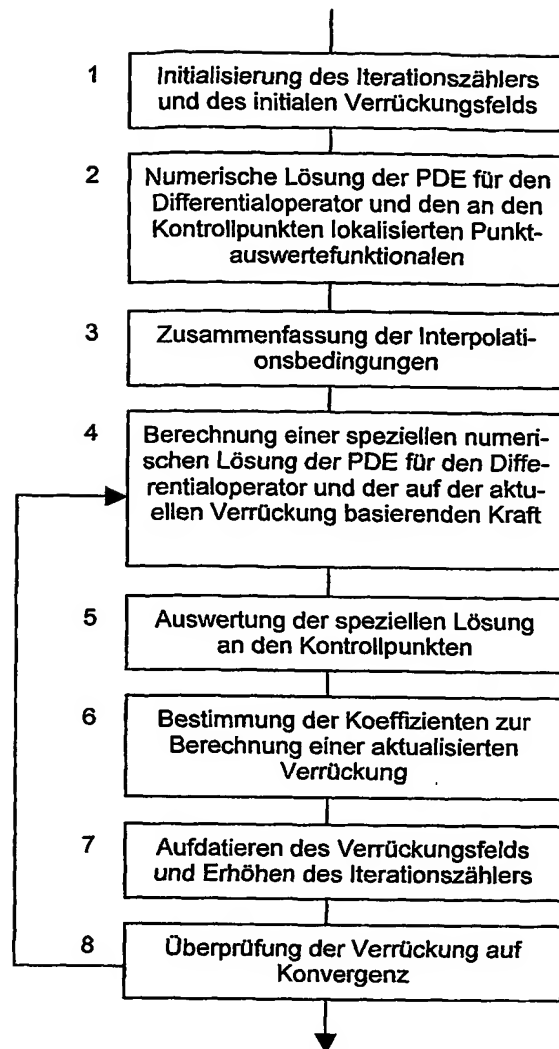 1
Initialisierung des Iterationszählers
und des initialen Verrückungsfelds
2
Numerische Lösung der PDE für den
Differentialoperator und den an den
Kontrollpunkten lokalisierten Punkt-
auswertefunktionalen
3
Zusammenfassung der Interpolati-
onsbedingungen
4
Berechnung einer speziellen numeri-
schen Lösung der PDE für den Diffe-
rentialoperator und der auf der aktu-
ellen Verrückung basierenden Kraft
5
Auswertung der speziellen Lösung
an den Kontrollpunkten
6
Bestimmung der Koeffizienten zur
Berechnung einer aktualisierten
Verrückung
7
Aufdatieren des Verrückungsfelds
und Erhöhen des Iterationszählers
8
Überprüfung der Verrückung auf
Konvergenz